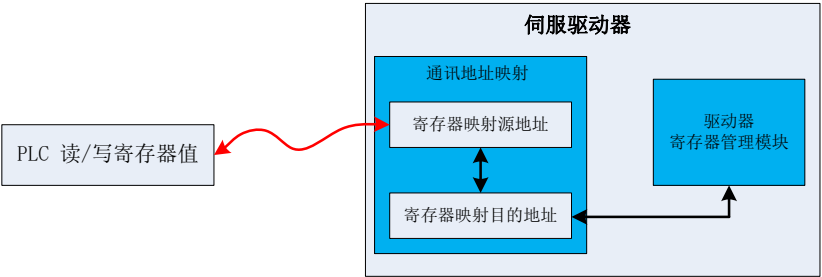 伺服驱动器
通讯地址映射
寄存器映射源地址
寄存器映射目的地址
驱动器
寄存器管理模块
PLC 读/写寄存器值